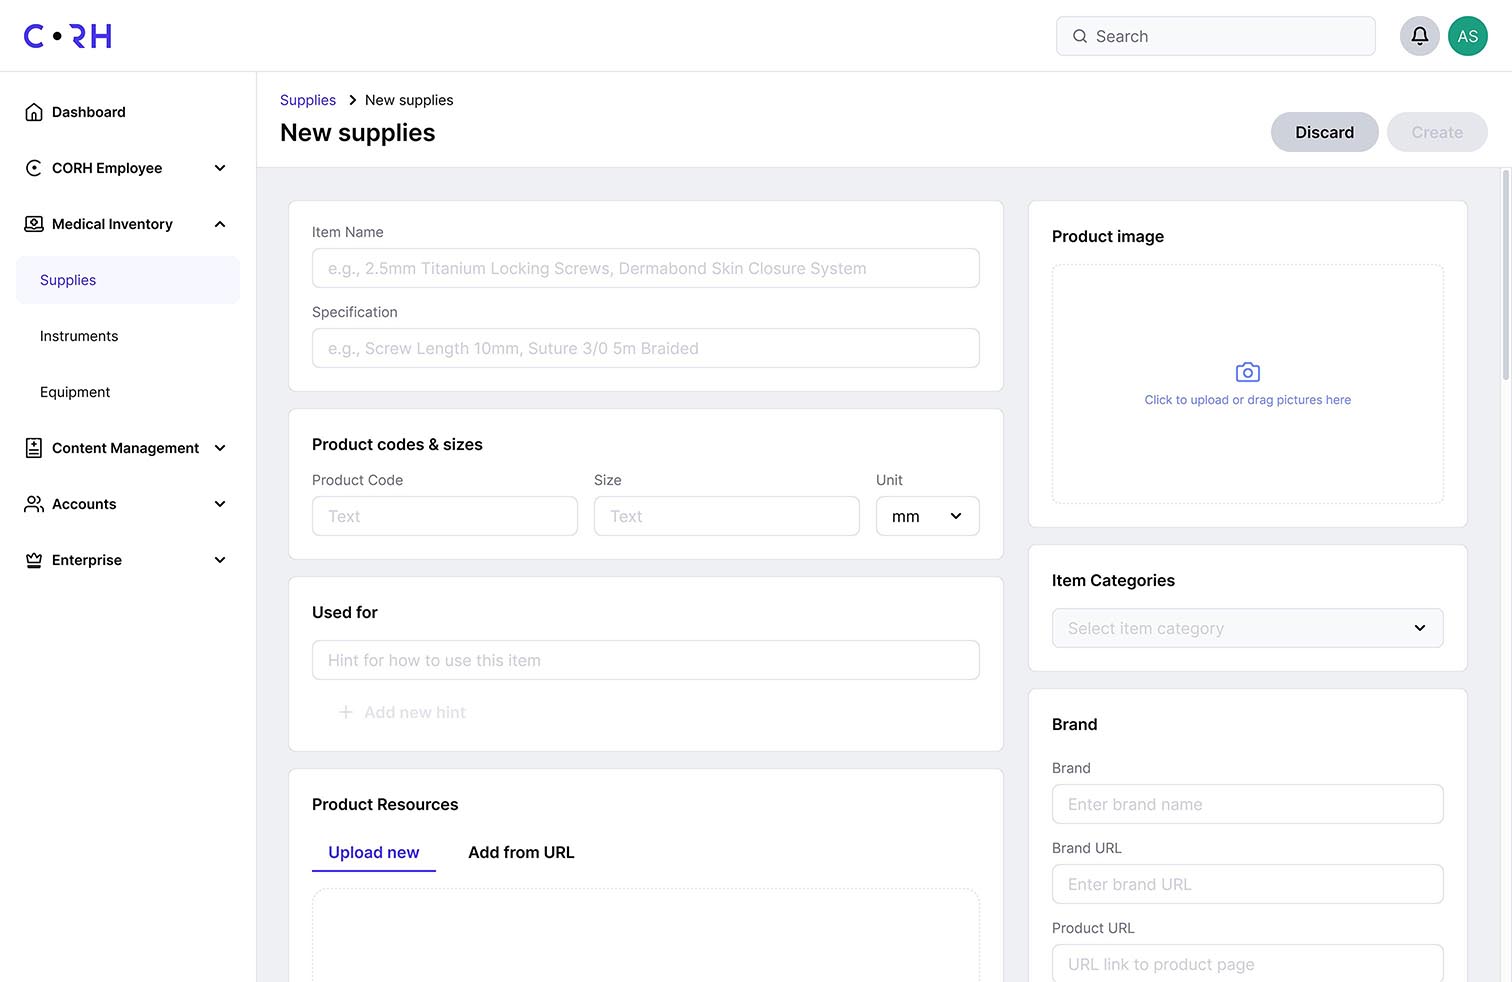 C•RH
Search
AS
Dashboard
CORH Employee
Medical Inventory
Supplies
Instruments
Equipment
Content Management
Accounts
Enterprise
Supplies > New supplies
New supplies
Discard
Create
Item Name
e.g., 2.5mm Titanium Locking Screws, Dermabond Skin Closure System
Specification
e.g., Screw Length 10mm, Suture 3/0 5m Braided
Product codes & sizes
Product Code
Size
Unit
Text
Text
mm
Used for
Hint for how to use this item
+ Add new hint
Product Resources
Upload new
Add from URL
Product image
Click to upload or drag pictures here
Item Categories
Select item category
Brand
Brand
Enter brand name
Brand URL
Enter brand URL
Product URL
URL link to product page